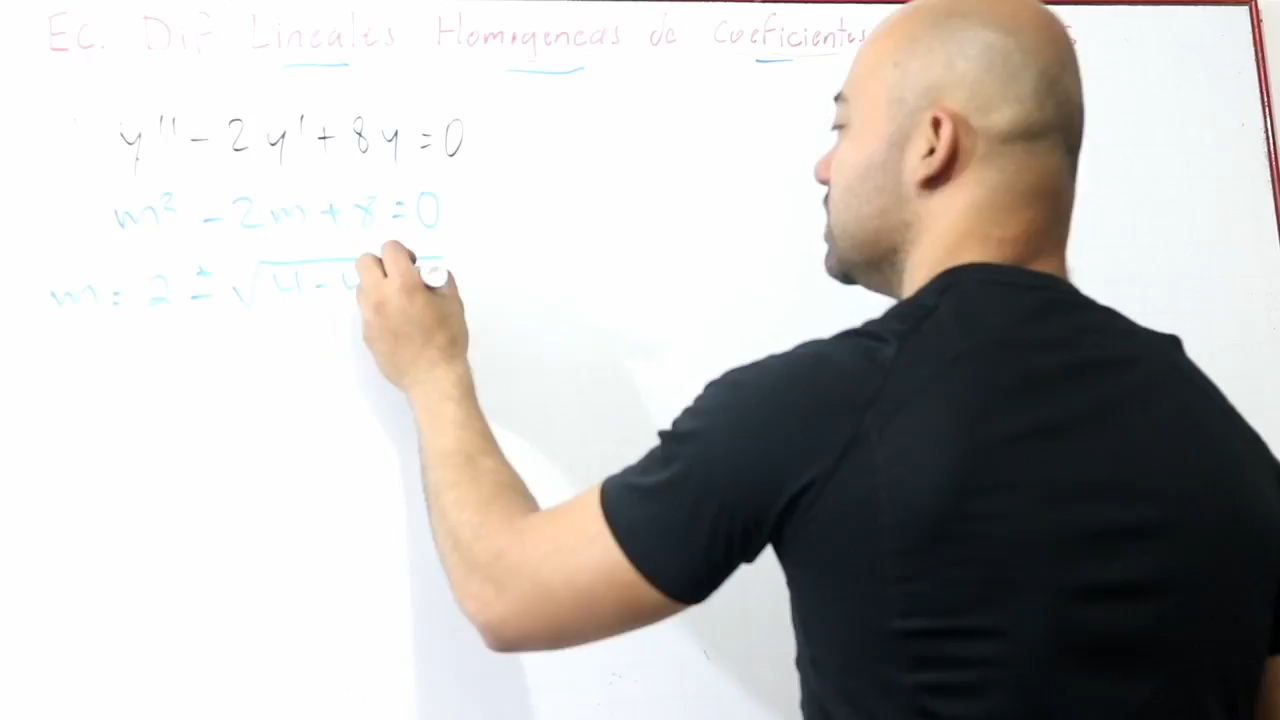 Ec. Dif Lineales Homogeneas de Coeficientes
y'' - 2y' + 8y = 0
m² - 2m + 8 = 0
m = 2 ± √4 - 4